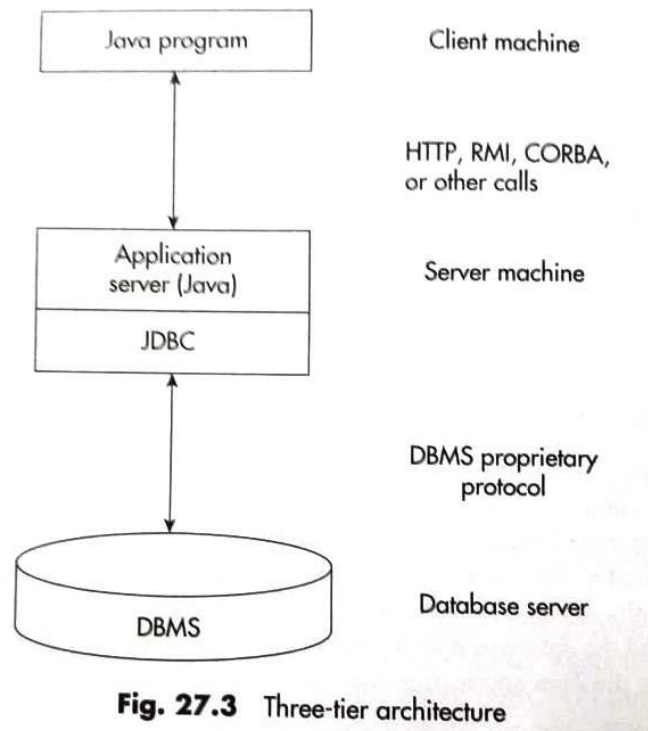 Java program
Client machine
HTTP, RMI, CORBA,
or other calls
Application
server (Java)
Server machine
JDBC
DBMS proprietary
protocol
DBMS
Database server
Fig. 27.3 Three-tier architecture